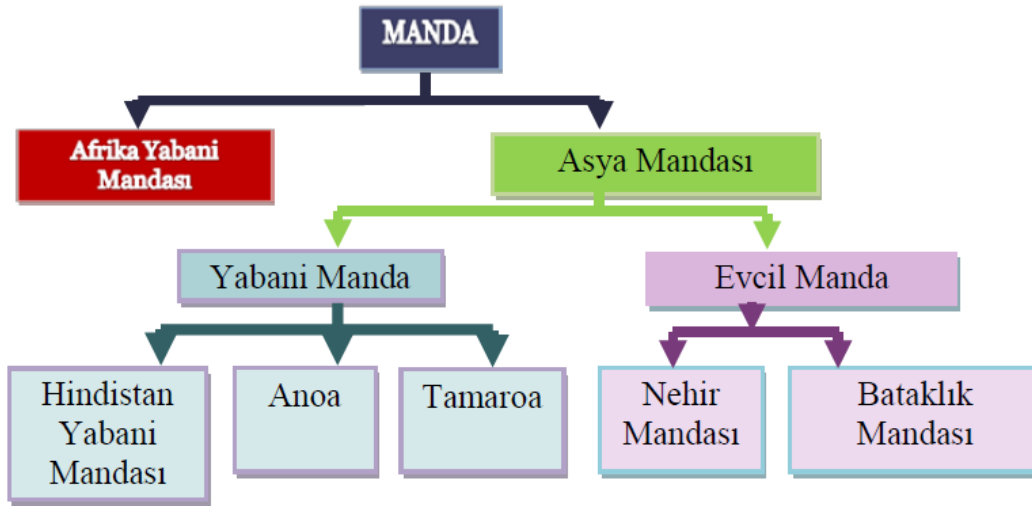 MANDA
Afrika Yabani
Mandası
Asya Mandası
Yabani Manda
Evcil Manda
Hindistan
Yabani
Mandası
Anoa
Tamaroa
Nehir
Mandası
Bataklık
Mandası